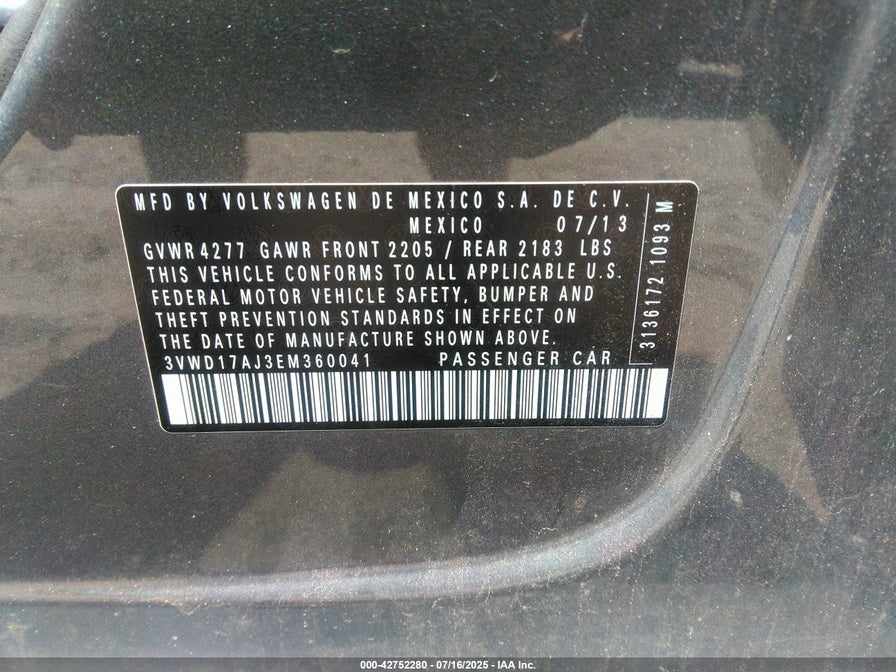 MFD BY VOLKSWAGEN DE MEXICO S.A. DE C.V.
MEXICO 07/13
GVWR 4277 GAWR FRONT 2205 / REAR 2183 LBS
THIS VEHICLE CONFORMS TO ALL APPLICABLE U.S.
FEDERAL MOTOR VEHICLE SAFETY, BUMPER AND
THEFT PREVENTION STANDARDS IN EFFECT ON
THE DATE OF MANUFACTURE SHOWN ABOVE.
3VWD17AJ3EM360041 PASSENGER CAR
3136172 1093 M
000-42752280 - 07/16/2025 - IAA Inc.